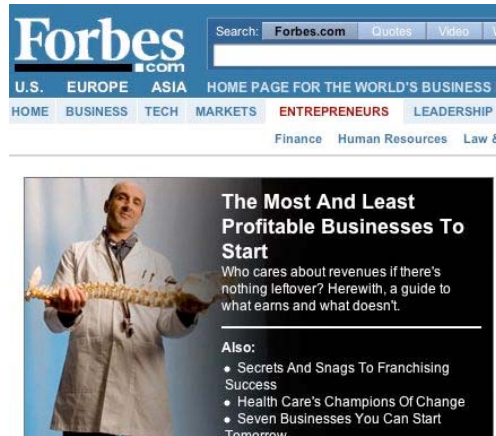 Forbes
.com
Search: Forbes.com Quotes Video
U.S. EUROPE ASIA HOME PAGE FOR THE WORLD'S BUSINESS
HOME BUSINESS TECH MARKETS ENTREPRENEURS LEADERSHIP
Finance Human Resources Law &
The Most And Least
Profitable Businesses To
Start
Who cares about revenues if there's
nothing leftover? Herewith, a guide to
what earns and what doesn't.
Also:
● Secrets And Snags To Franchising
Success
● Health Care's Champions Of Change
● Seven Businesses You Can Start
Tomorrow